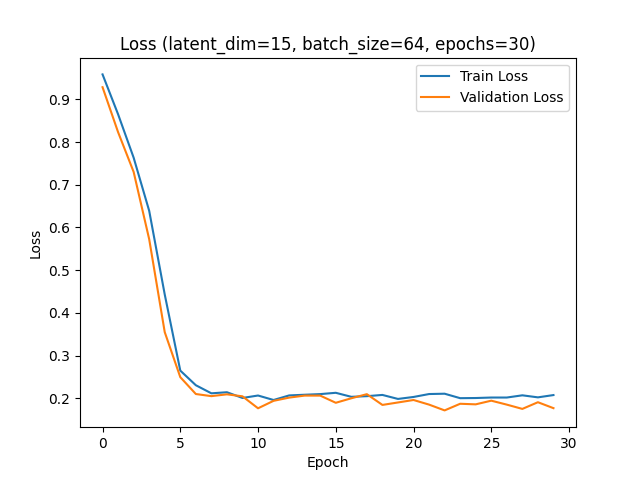 Loss (latent_dim=15, batch_size=64, epochs=30)
Train Loss
Validation Loss
0.9
0.8
0.7
0.6
0.5
0.4
0.3
0.2
Loss
0 5 10 15 20 25 30
Epoch